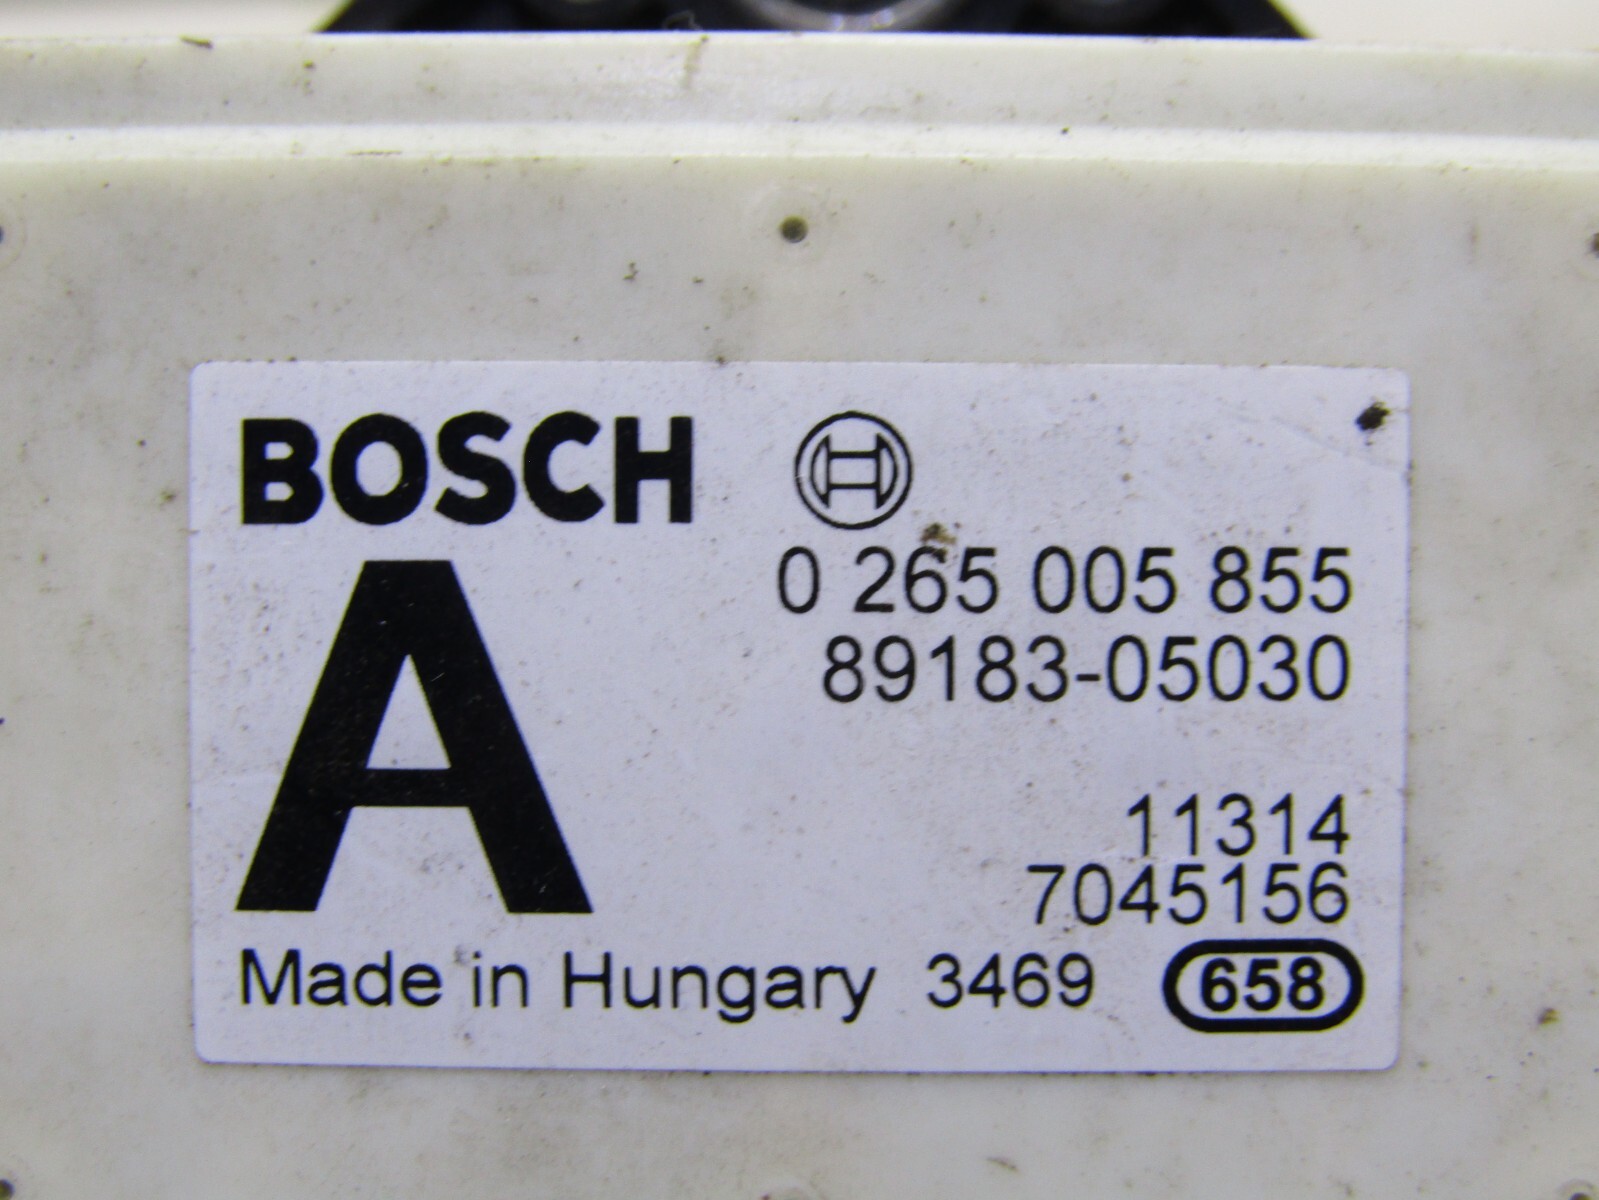 BOSCH
A
0 265 005 855
89183-05030
11314
7045156
Made in Hungary 3469 658